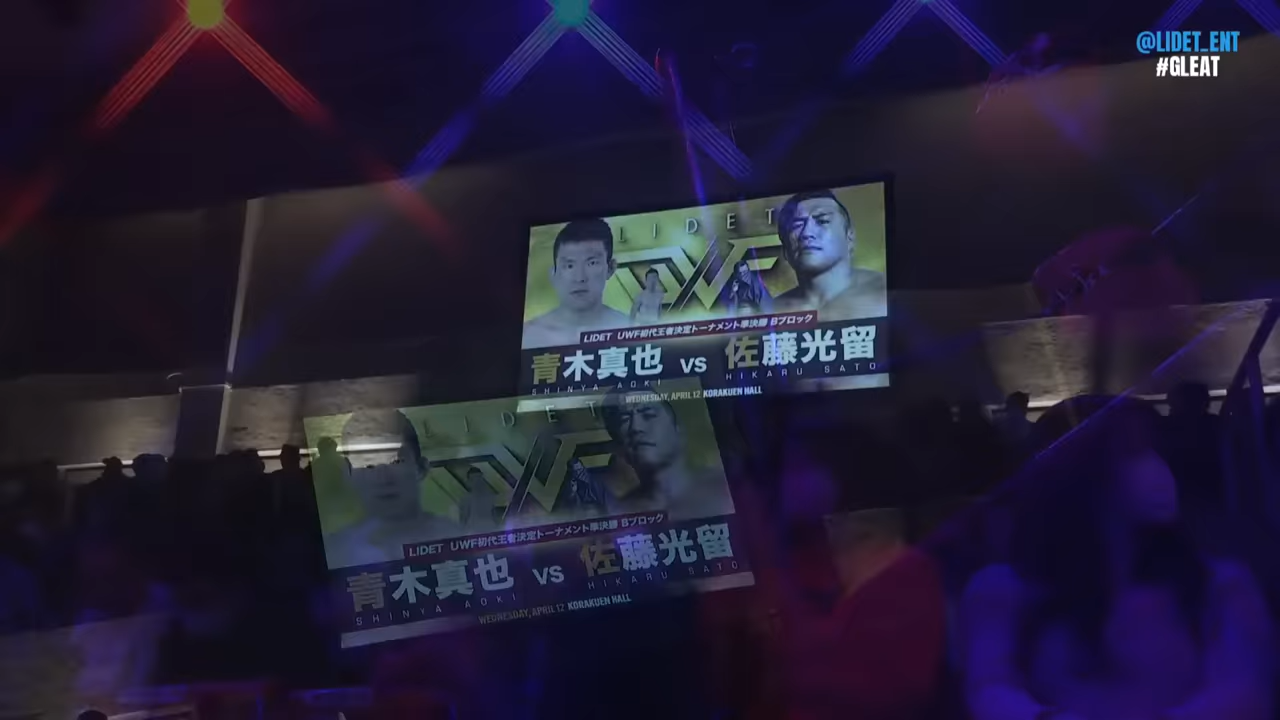 @LIDET_ENT
#GLEAT
LIDET
UWF
LIDET UWF初代王者決定トーナメント準決勝 Bブロック
青木真也 VS 佐藤光留
SHINYA AOKI HIKARU SATO
WEDNESDAY, APRIL 12 KORAKUEN HALL
LIDET
UWF
LIDET UWF初代王者決定トーナメント準決勝 Bブロック
青木真也 VS 佐藤光留
SHINYA AOKI HIKARU SATO
WEDNESDAY, APRIL 12 KORAKUEN HALL